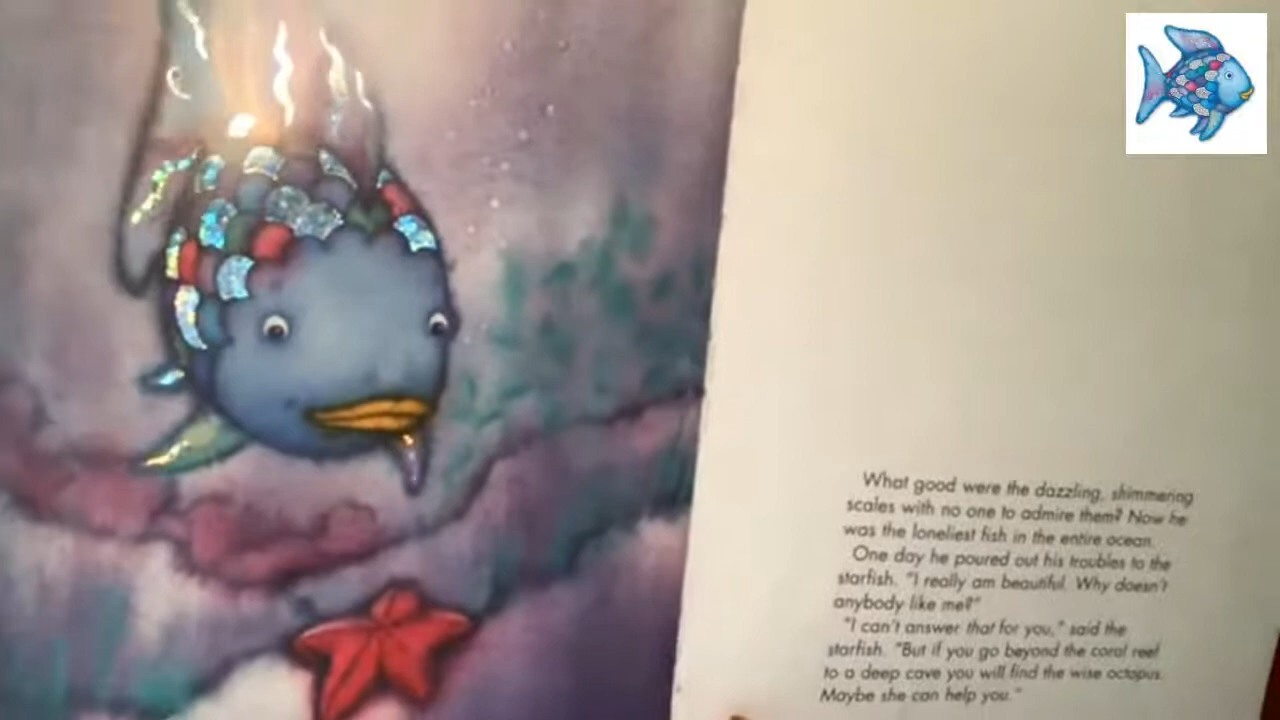 What good were the dazzling, shimmering
scales with no one to admire them? Now he
was the loneliest fish in the entire ocean.
One day he poured out his troubles to the
starfish. "I really am beautiful. Why doesn't
anybody like me?"
"I can't answer that for you," said the
starfish. "But if you go beyond the coral reef
to a deep cave you will find the wise octopus.
Maybe she can help you."